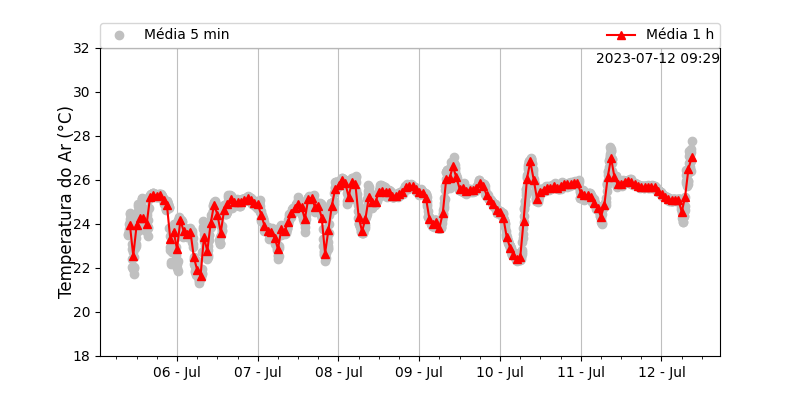 Média 5 min
Média 1 h
2023-07-12 09:29
Temperatura do Ar (°C)
32
30
28
26
24
22
20
18
06 - Jul
07 - Jul
08 - Jul
09 - Jul
10 - Jul
11 - Jul
12 - Jul